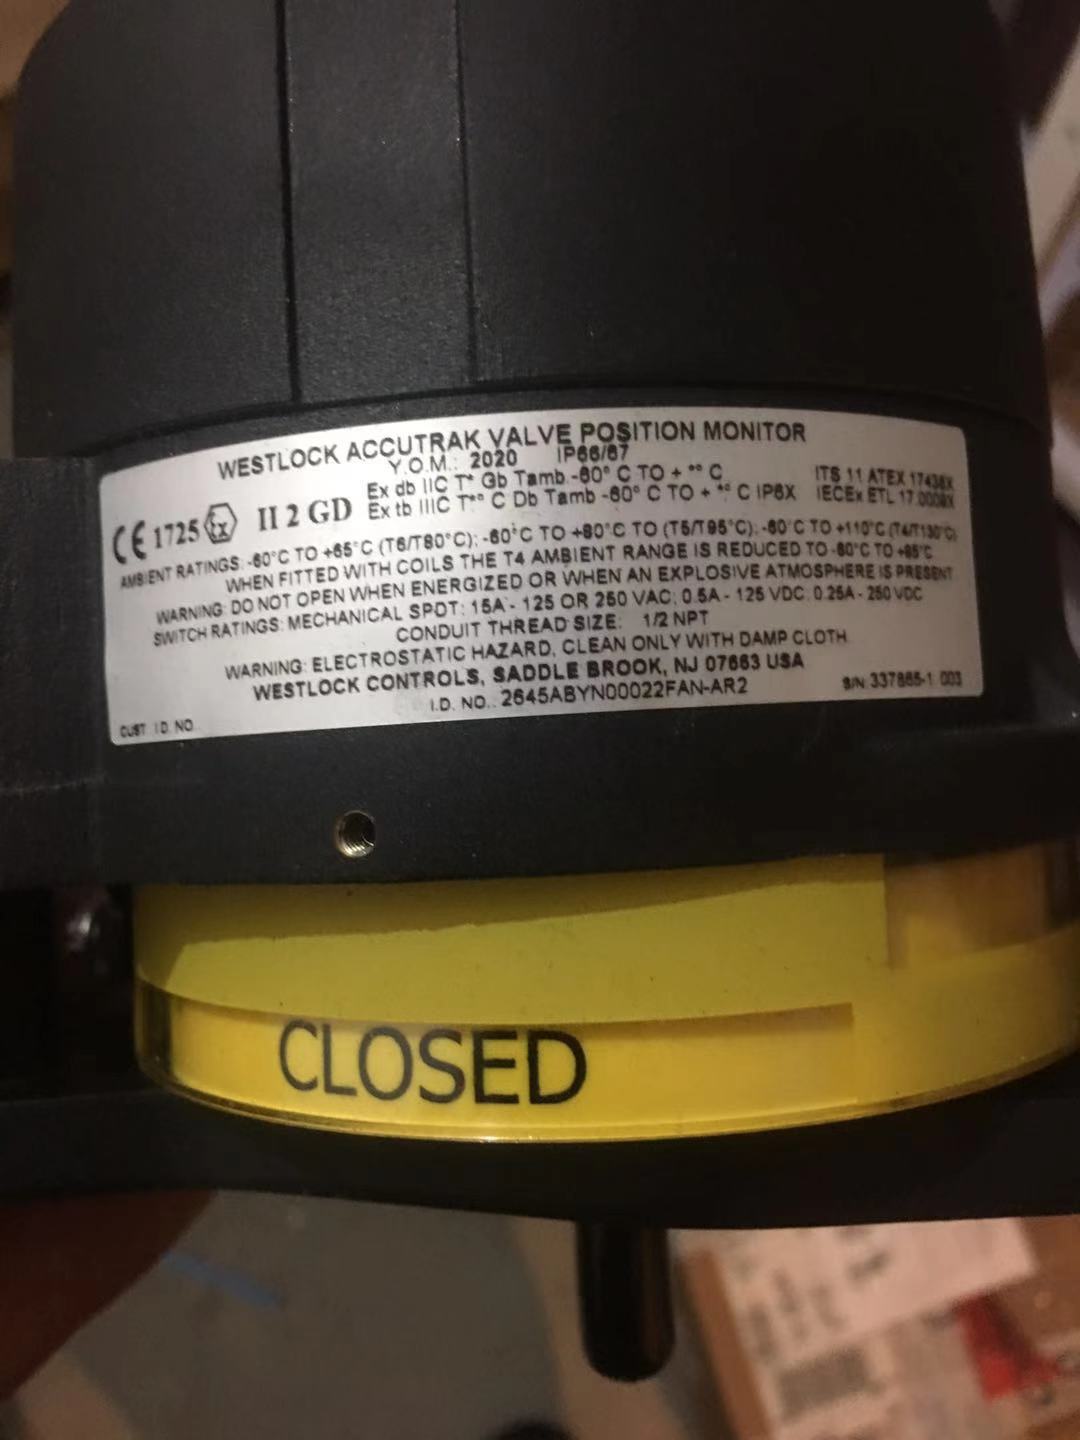 WESTLOCK ACCUTRAK VALVE POSITION MONITOR
Y.O.M.: 2020 IP66/67
CE 1725 Ex II 2 GD
Ex db IIC T* Gb Tamb -60° C TO + *° C
Ex tb IIIC T*° C Db Tamb -60° C TO + *° C IP6X
ITS 11 ATEX 17436X
IECEx ETL 17.0008X
AMBIENT RATINGS: -60°C TO +65°C (T6/T80°C); -60°C TO +80°C TO (T5/T95°C); -60°C TO +110°C (T4/T130°C)
WHEN FITTED WITH COILS THE T4 AMBIENT RANGE IS REDUCED TO -60°C TO +85°C
WARNING: DO NOT OPEN WHEN ENERGIZED OR WHEN AN EXPLOSIVE ATMOSPHERE IS PRESENT
SWITCH RATINGS: MECHANICAL SPDT: 15A - 125 OR 250 VAC; 0.5A - 125 VDC; 0.25A - 250 VDC
CONDUIT THREAD SIZE: 1/2 NPT
WARNING: ELECTROSTATIC HAZARD, CLEAN ONLY WITH DAMP CLOTH
WESTLOCK CONTROLS, SADDLE BROOK, NJ 07663 USA
CUST. I.D. NO. I.D. NO.: 2645ABYN00022FAN-AR2 S/N: 337865-1 003
CLOSED